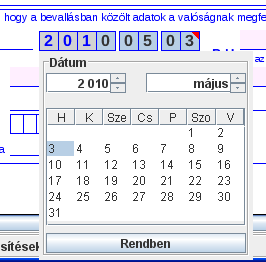 hogy a bevallásban közölt adatok a valóságnak megfe
2 0 1 0 0 5 0 3
az
Dátum
2 010 május
H K Sze Cs P Szo V
1 2
3 4 5 6 7 8 9
10 11 12 13 14 15 16
17 18 19 20 21 22 23
24 25 26 27 28 29 30
31
a
Rendben
sítések